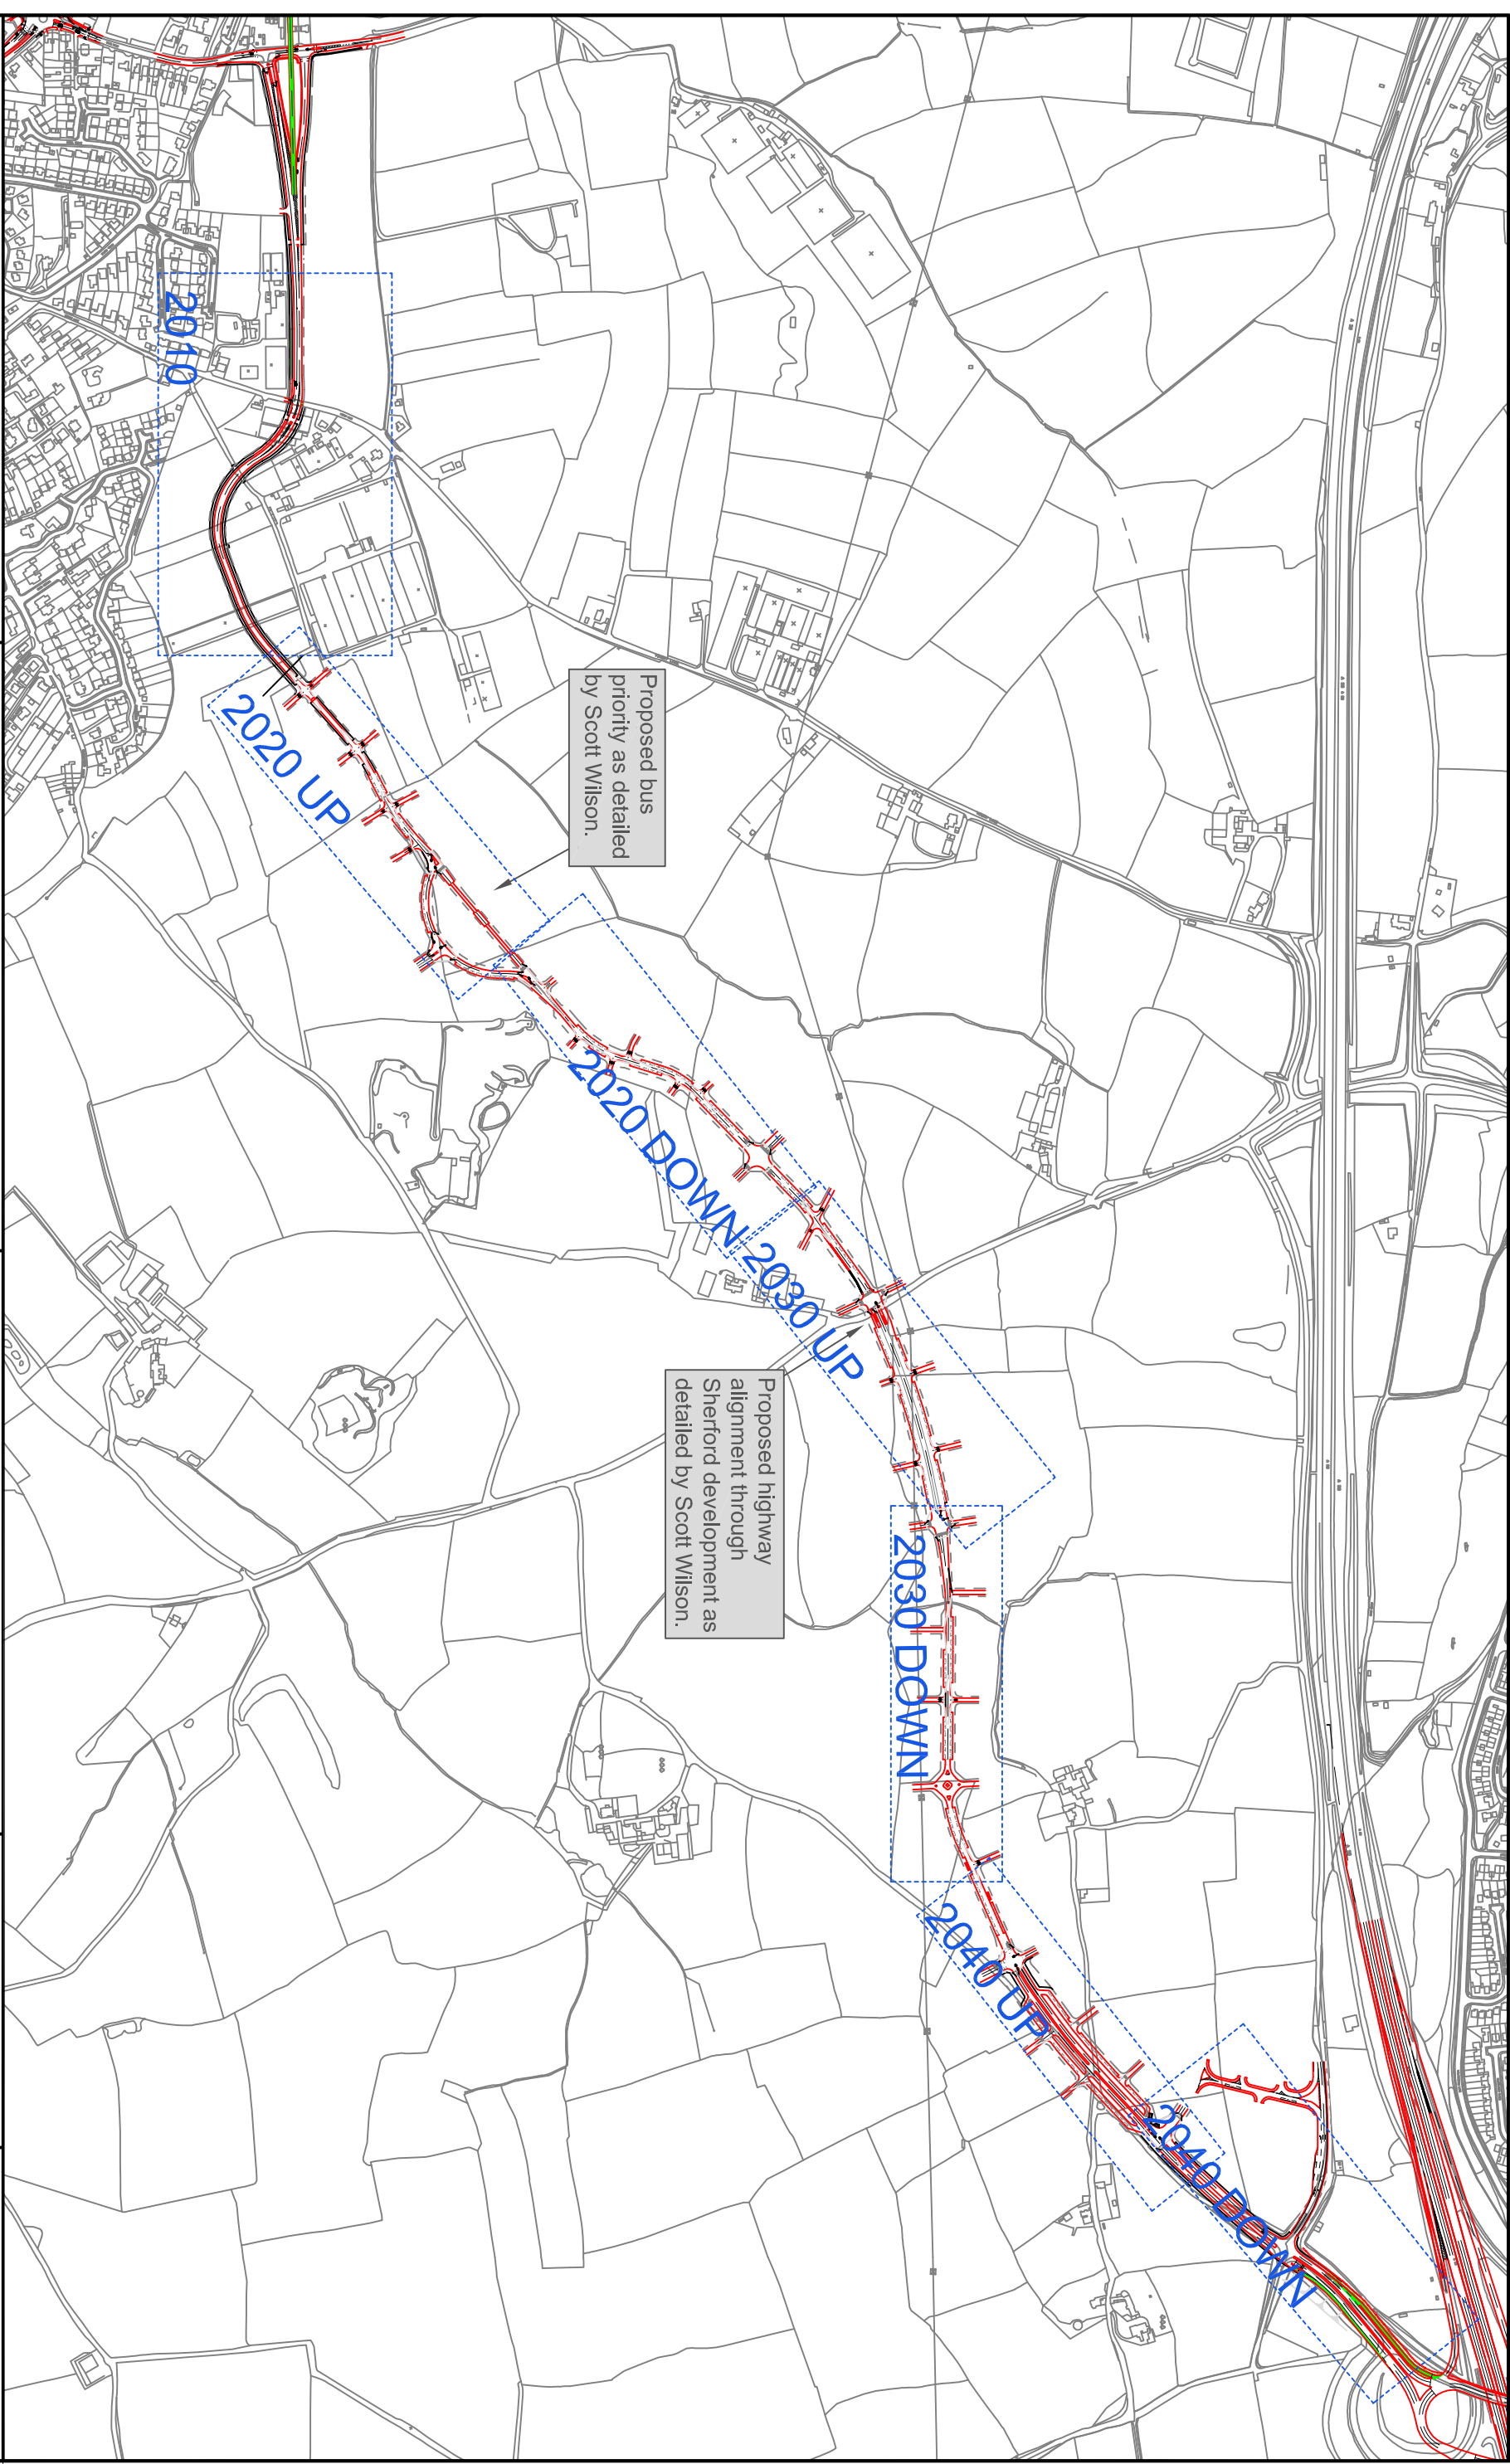 2010
2020 UP
Proposed bus
priority as detailed
by Scott Wilson.
2020 DOWN
2030 UP
Proposed highway
alignment through
Sherford development as
detailed by Scott Wilson.
2030 DOWN
2040 UP
2040 DOWN